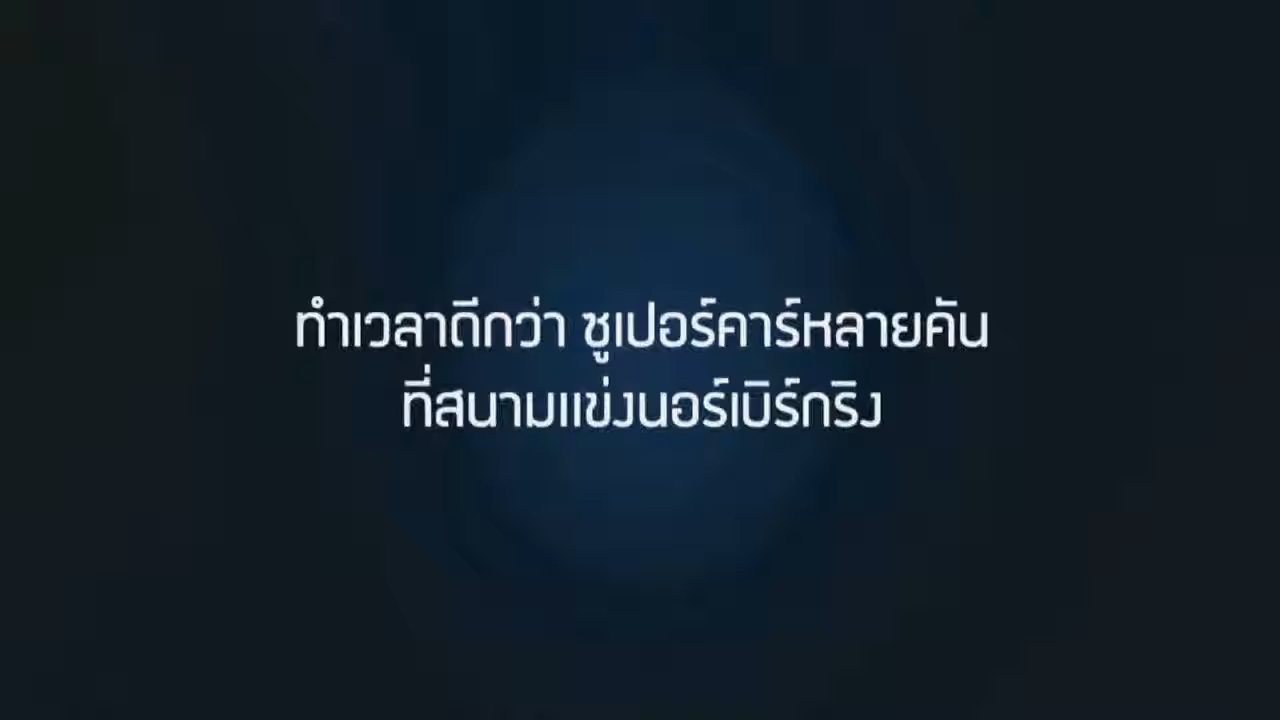 ทำเวลาดีกว่า ซูเปอร์คาร์หลายคัน
ที่สนามแข่งนอร์เบิร์กริง